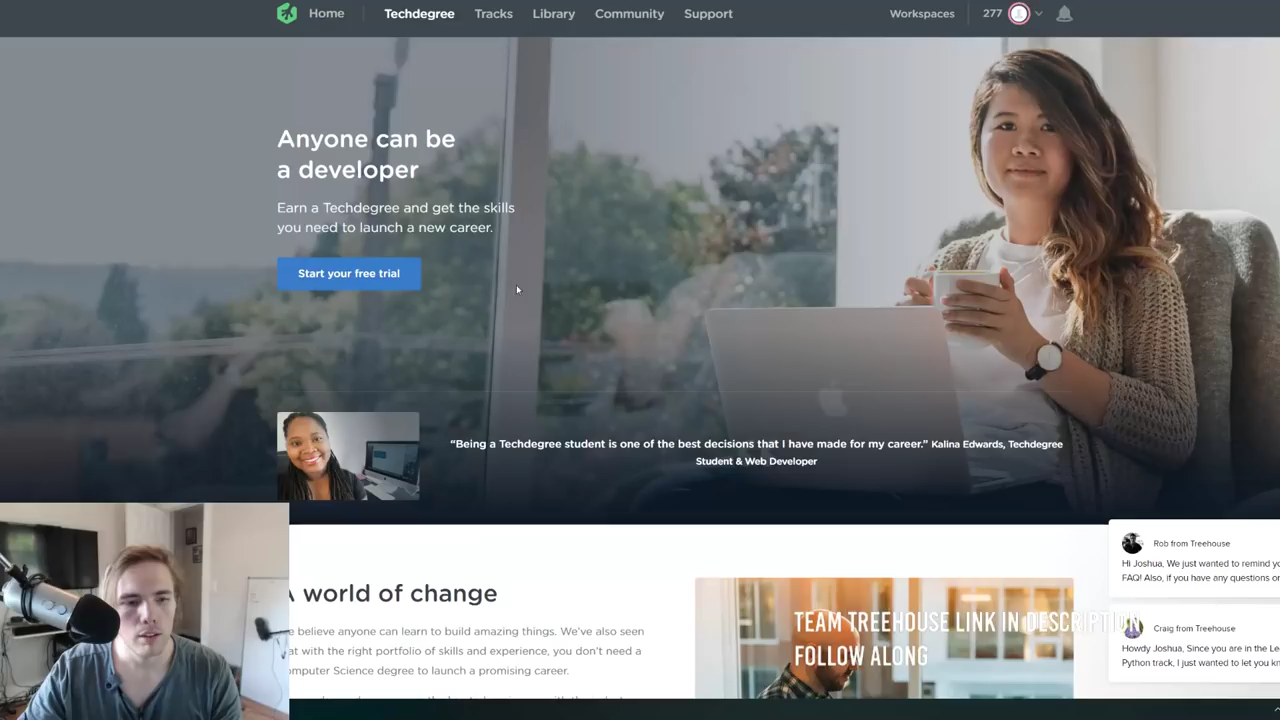 Home
Techdegree
Tracks
Library
Community
Support
Workspaces
277
Anyone can be
a developer
Earn a Techdegree and get the skills
you need to launch a new career.
Start your free trial
“Being a Techdegree student is one of the best decisions that I have made for my career.” Kalina Edwards, Techdegree
Student & Web Developer
A world of change
e believe anyone can learn to build amazing things. We’ve also seen
at with the right portfolio of skills and experience, you don’t need a
omputer Science degree to launch a promising career.
TEAM TREEHOUSE LINK IN DESCRIPTION
FOLLOW ALONG
Rob from Treehouse
Hi Joshua, We just wanted to remind yo
FAQ! Also, if you have any questions or
Craig from Treehouse
Howdy Joshua, Since you are in the Le
Python track, I just wanted to let you kn